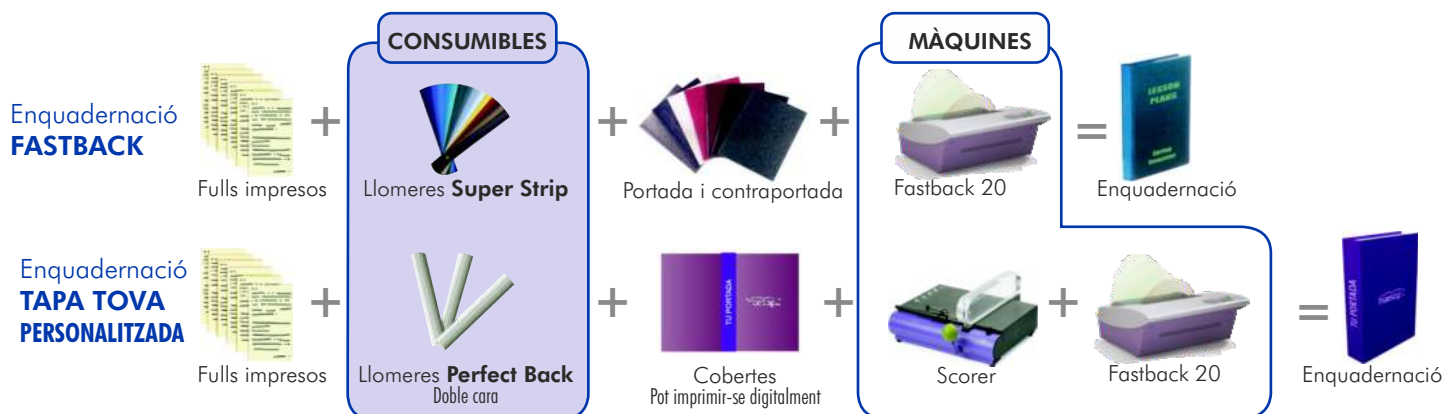 CONSUMIBLES
MÀQUINES
Enquadernació
FASTBACK
LESSON
PLANS
Fulls impresos
Llomeres Super Strip
Portada i contraportada
Fastback 20
Enquadernació
Enquadernació
TAPA TOVA
PERSONALITZADA
TU PORTADA
TU PORTADA
Fulls impresos
Llomeres Perfect Back
Doble cara
Cobertes
Pot imprimir-se digitalment
Scorer
Fastback 20
Enquadernació